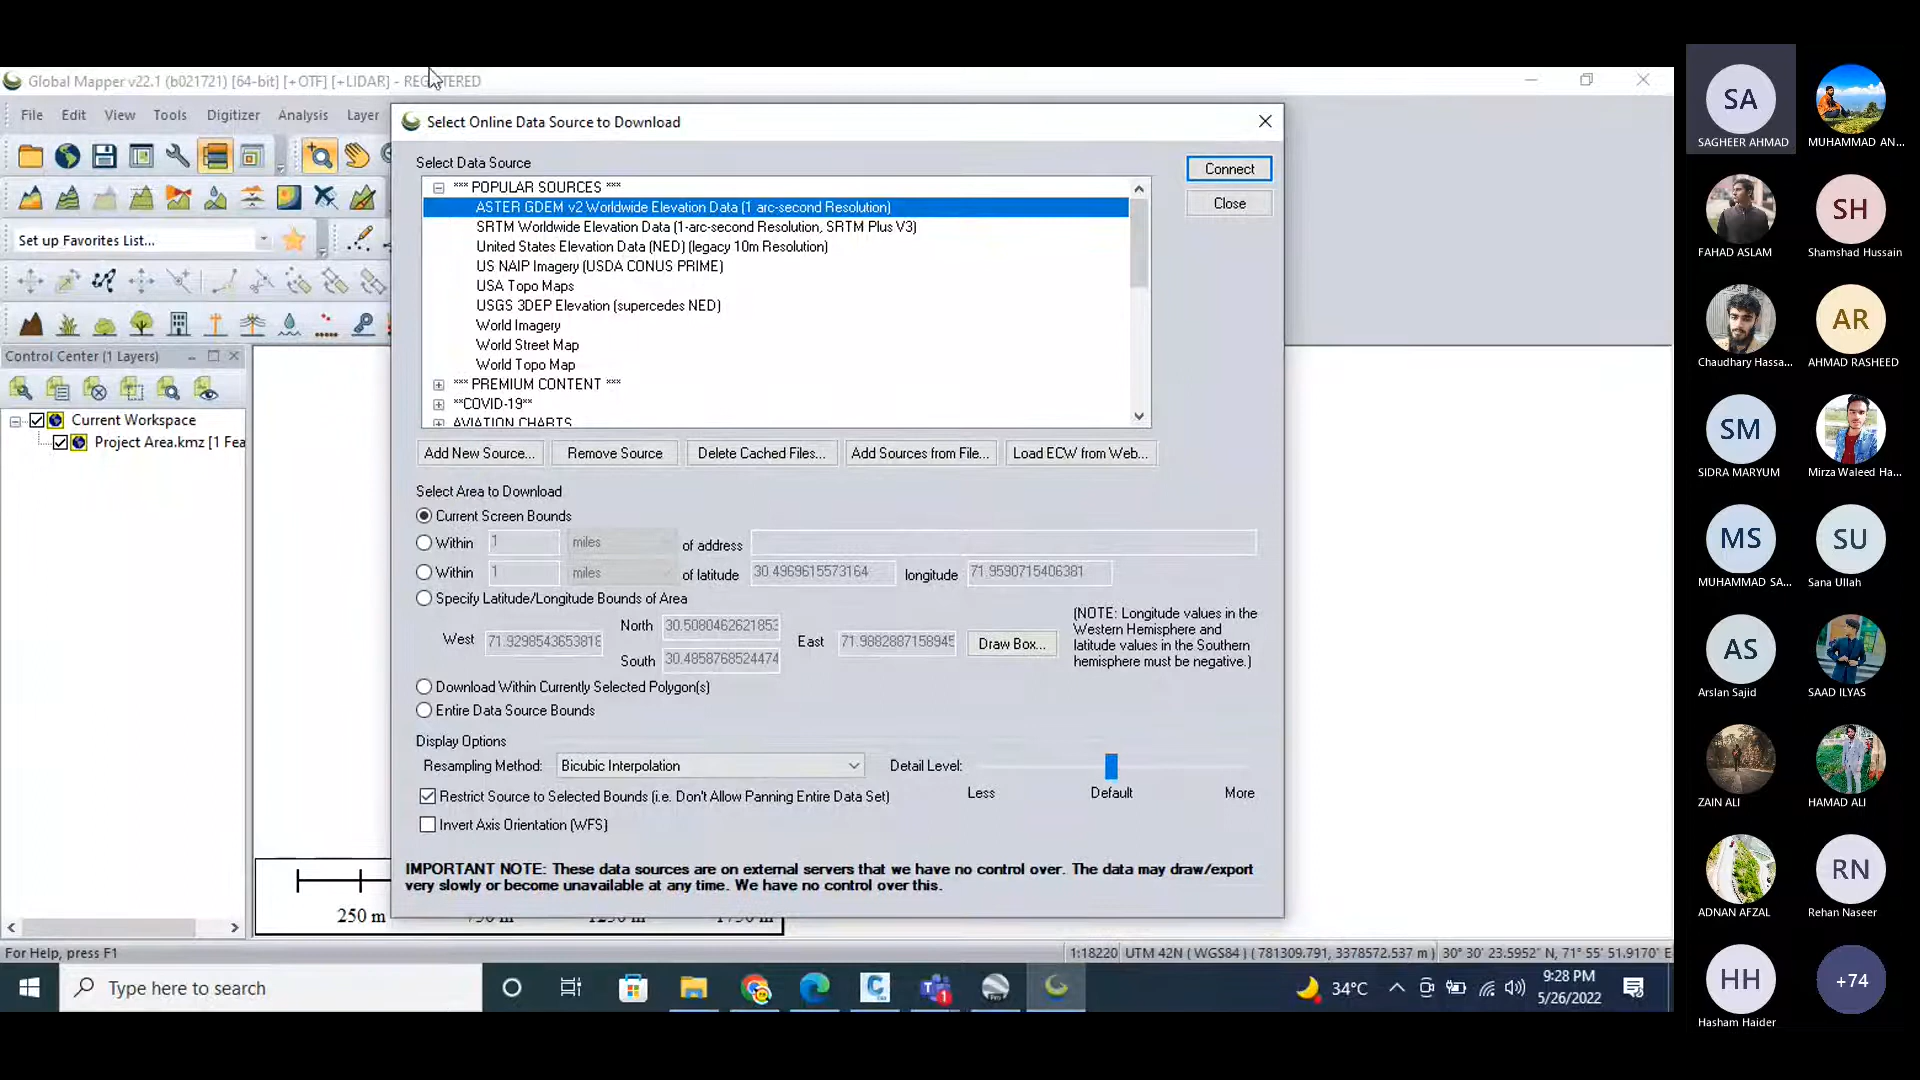 Global Mapper v22.1 (b021721) [64-bit] [+OTF] [+LIDAR] - REGISTERED
File Edit View Tools Digitizer Analysis Layer
Set up Favorites List...
Control Center (1 Layers)
Current Workspace
Project Area.kmz [1 Fea
Select Online Data Source to Download
Select Data Source
*** POPULAR SOURCES ***
ASTER GDEM v2 Worldwide Elevation Data (1 arc-second Resolution)
SRTM Worldwide Elevation Data (1-arc-second Resolution, SRTM Plus V3)
United States Elevation Data (NED) (legacy 10m Resolution)
US NAIP Imagery (USDA CONUS PRIME)
USA Topo Maps
USGS 3DEP Elevation (supercedes NED)
World Imagery
World Street Map
World Topo Map
*** PREMIUM CONTENT ***
**COVID-19**
AVIATION CHARTS
Connect
Close
Add New Source... Remove Source Delete Cached Files... Add Sources from File... Load ECW from Web...
Select Area to Download
Current Screen Bounds
Within 1 miles of address
Within 1 miles of latitude 30.4969615573164 longitude 71.9590715406381
Specify Latitude/Longitude Bounds of Area
North 30.5080462621853
West 71.9298543653818 East 71.9882887158945 Draw Box...
South 30.4858768524474
(NOTE: Longitude values in the
Western Hemisphere and
latitude values in the Southern
hemisphere must be negative.)
Download Within Currently Selected Polygon(s)
Entire Data Source Bounds
Display Options
Resampling Method: Bicubic Interpolation Detail Level:
Less Default More
Restrict Source to Selected Bounds (i.e. Don't Allow Panning Entire Data Set)
Invert Axis Orientation (WFS)
IMPORTANT NOTE: These data sources are on external servers that we have no control over. The data may draw/export
very slowly or become unavailable at any time. We have no control over this.
250 m 750 m 1250 m 1750 m
For Help, press F1
1:18220 UTM 42N ( WGS84 ) ( 781309.791, 3378572.537 m ) 30° 30' 23.5952" N, 71° 55' 51.9170" E
Type here to search
1
34°C
9:28 PM
5/26/2022
SA
SAGHEER AHMAD
MUHAMMAD AN...
FAHAD ASLAM
SH
Shamshad Hussain
Chaudhary Hassa...
AR
AHMAD RASHEED
SM
SIDRA MARYUM
Mirza Waleed Ha...
MS
MUHAMMAD SA...
SU
Sana Ullah
AS
Arslan Sajid
SAAD ILYAS
ZAIN ALI
HAMAD ALI
ADNAN AFZAL
RN
Rehan Naseer
HH
Hasham Haider
+74